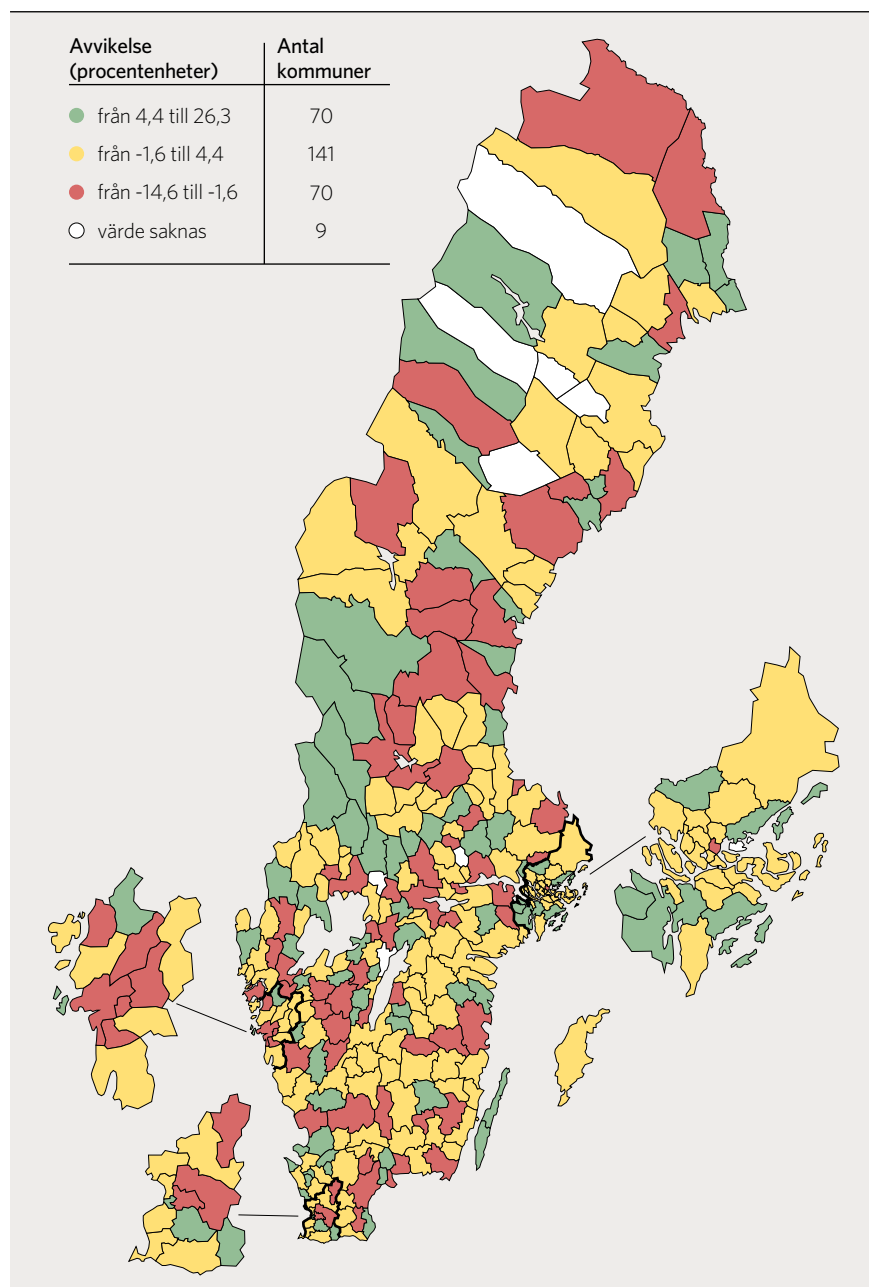 Avvikelse
(procentenheter)
Antal
kommuner
från 4,4 till 26,3 70
från -1,6 till 4,4 141
från -14,6 till -1,6 70
värde saknas 9